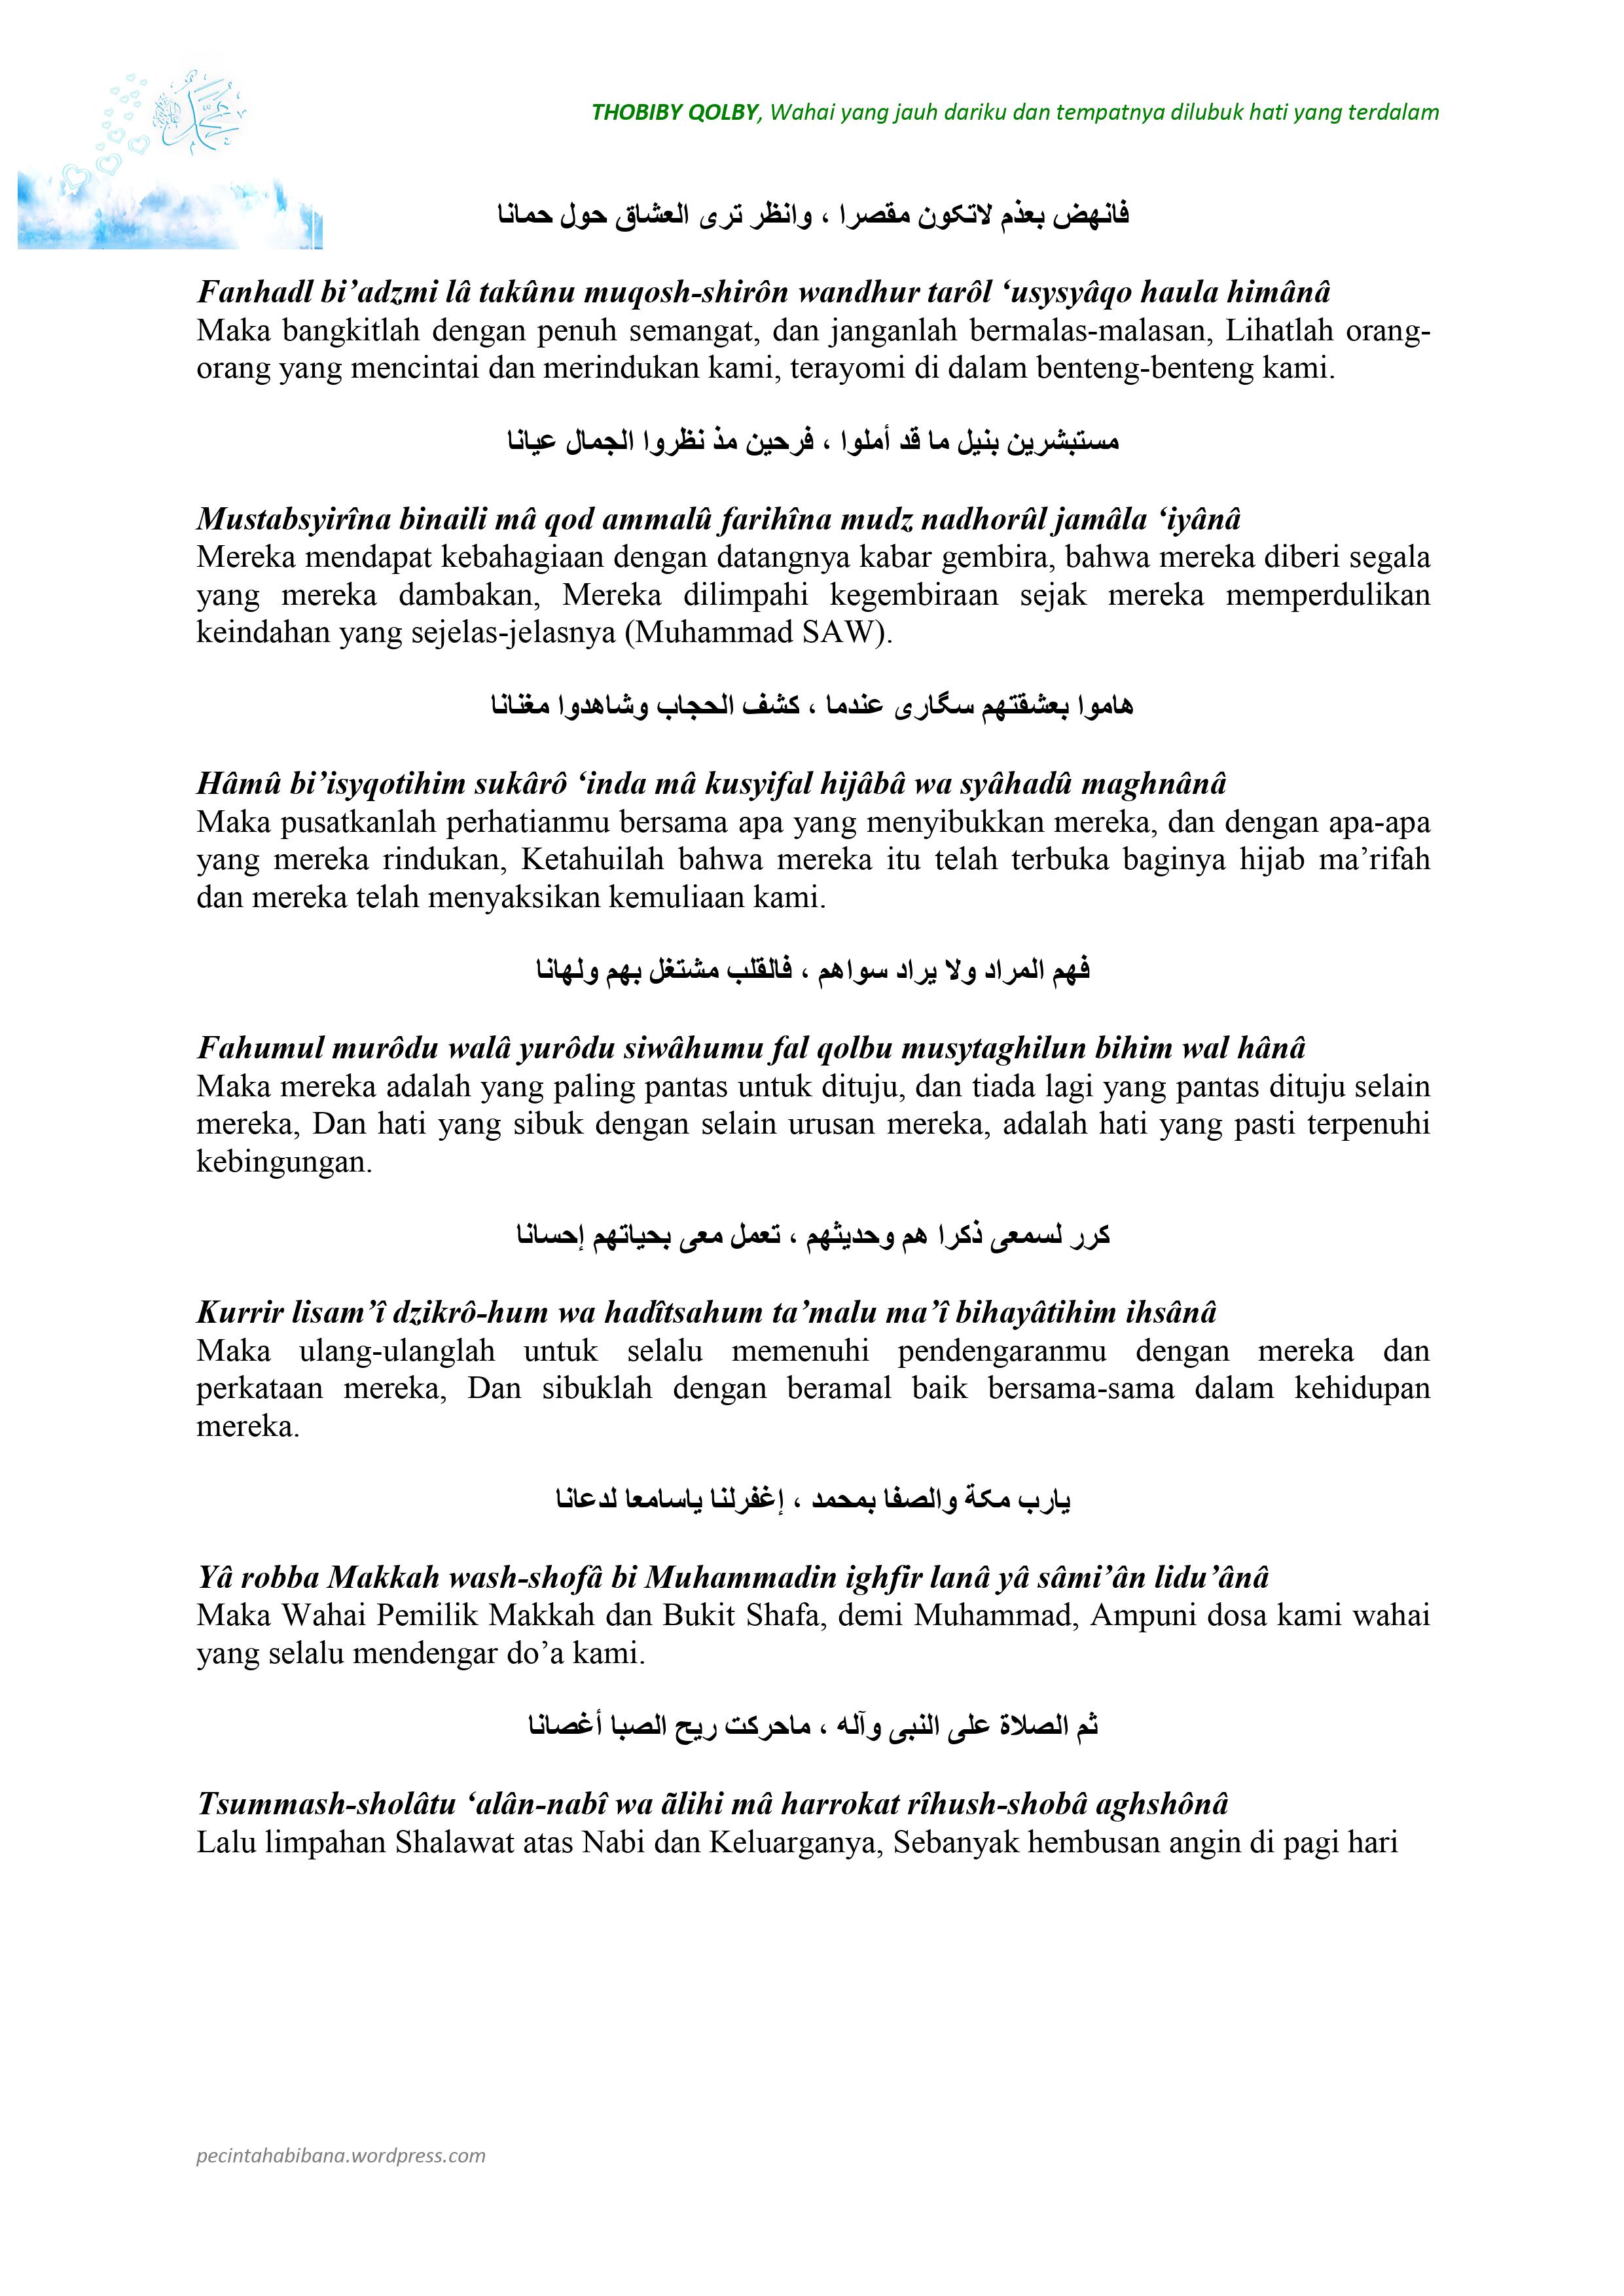 THOBIBY QOLBY, Wahai yang jauh dariku dan tempatnya dilubuk hati yang terdalam
محمد
فانهض بعذم لاتكون مقصرا ، وانظر ترى العشاق حول حمانا
Fanhadl bi’adzmi lâ takûnu muqosh-shirôn wandhur tarôl ‘usysyâqo haula himânâ
Maka bangkitlah dengan penuh semangat, dan janganlah bermalas-malasan, Lihatlah orang-
orang yang mencintai dan merindukan kami, terayomi di dalam benteng-benteng kami.
مستبشرين بنيل ما قد أملوا ، فرحين مذ نظروا الجمال عيانا
Mustabsyirîna binaili mâ qod ammalû farihîna mudz nadhorûl jamâla ‘iyânâ
Mereka mendapat kebahagiaan dengan datangnya kabar gembira, bahwa mereka diberi segala
yang mereka dambakan, Mereka dilimpahi kegembiraan sejak mereka memperdulikan
keindahan yang sejelas-jelasnya (Muhammad SAW).
هاموا بعشقتهم سگارى عندما ، كشف الحجاب وشاهدوا مغنانا
Hâmû bi’isyqotihim sukârô ‘inda mâ kusyifal hijâbâ wa syâhadû maghnânâ
Maka pusatkanlah perhatianmu bersama apa yang menyibukkan mereka, dan dengan apa-apa
yang mereka rindukan, Ketahuilah bahwa mereka itu telah terbuka baginya hijab ma’rifah
dan mereka telah menyaksikan kemuliaan kami.
فهم المراد ولا يراد سواهم ، فالقلب مشتغل بهم ولهانا
Fahumul murôdu walâ yurôdu siwâhumu fal qolbu musytaghilun bihim wal hânâ
Maka mereka adalah yang paling pantas untuk dituju, dan tiada lagi yang pantas dituju selain
mereka, Dan hati yang sibuk dengan selain urusan mereka, adalah hati yang pasti terpenuhi
kebingungan.
كرر لسمعى ذكرا هم وحديثهم ، تعمل معى بحياتهم إحسانا
Kurrir lisam’î dzikrô-hum wa hadîtsahum ta’malu ma’î bihayâtihim ihsânâ
Maka ulang-ulanglah untuk selalu memenuhi pendengaranmu dengan mereka dan
perkataan mereka, Dan sibuklah dengan beramal baik bersama-sama dalam kehidupan
mereka.
يارب مكة والصفا بمحمد ، إغفرلنا ياسامعا لدعانا
Yâ robba Makkah wash-shofâ bi Muhammadin ighfir lanâ yâ sâmi’ân lidu’ânâ
Maka Wahai Pemilik Makkah dan Bukit Shafa, demi Muhammad, Ampuni dosa kami wahai
yang selalu mendengar do’a kami.
ثم الصلاة على النبى وآله ، ماحركت ريح الصبا أغصانا
Tsummash-sholâtu ‘alân-nabî wa ãlihi mâ harrokat rîhush-shobâ aghshônâ
Lalu limpahan Shalawat atas Nabi dan Keluarganya, Sebanyak hembusan angin di pagi hari
pecintahabibana.wordpress.com